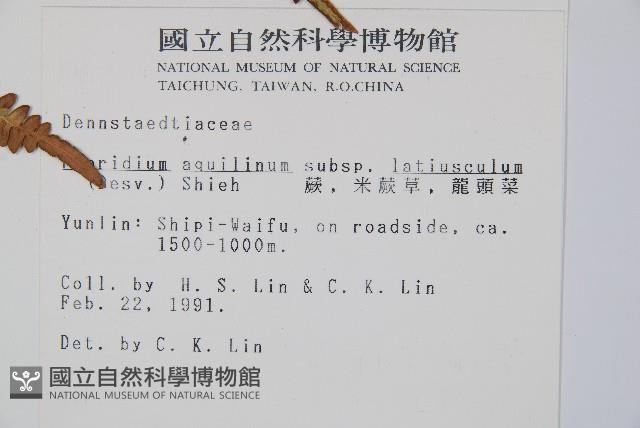 國立自然科學博物館
NATIONAL MUSEUM OF NATURAL SCIENCE
TAICHUNG, TAIWAN, R.O.CHINA
Dennstaedtiaceae
aquilinum subsp. latiusculum
Shieh 蕨，米蕨草，龍頭菜
Yunlin: Shipi-Waifu, on roadside, ca.
1500-1000m.
Coll. by H. S. Lin & C. K. Lin
Feb. 22, 1991.
Det. by C. K. Lin
國立自然科學博物館
NATIONAL MUSEUM OF NATURAL SCIENCE